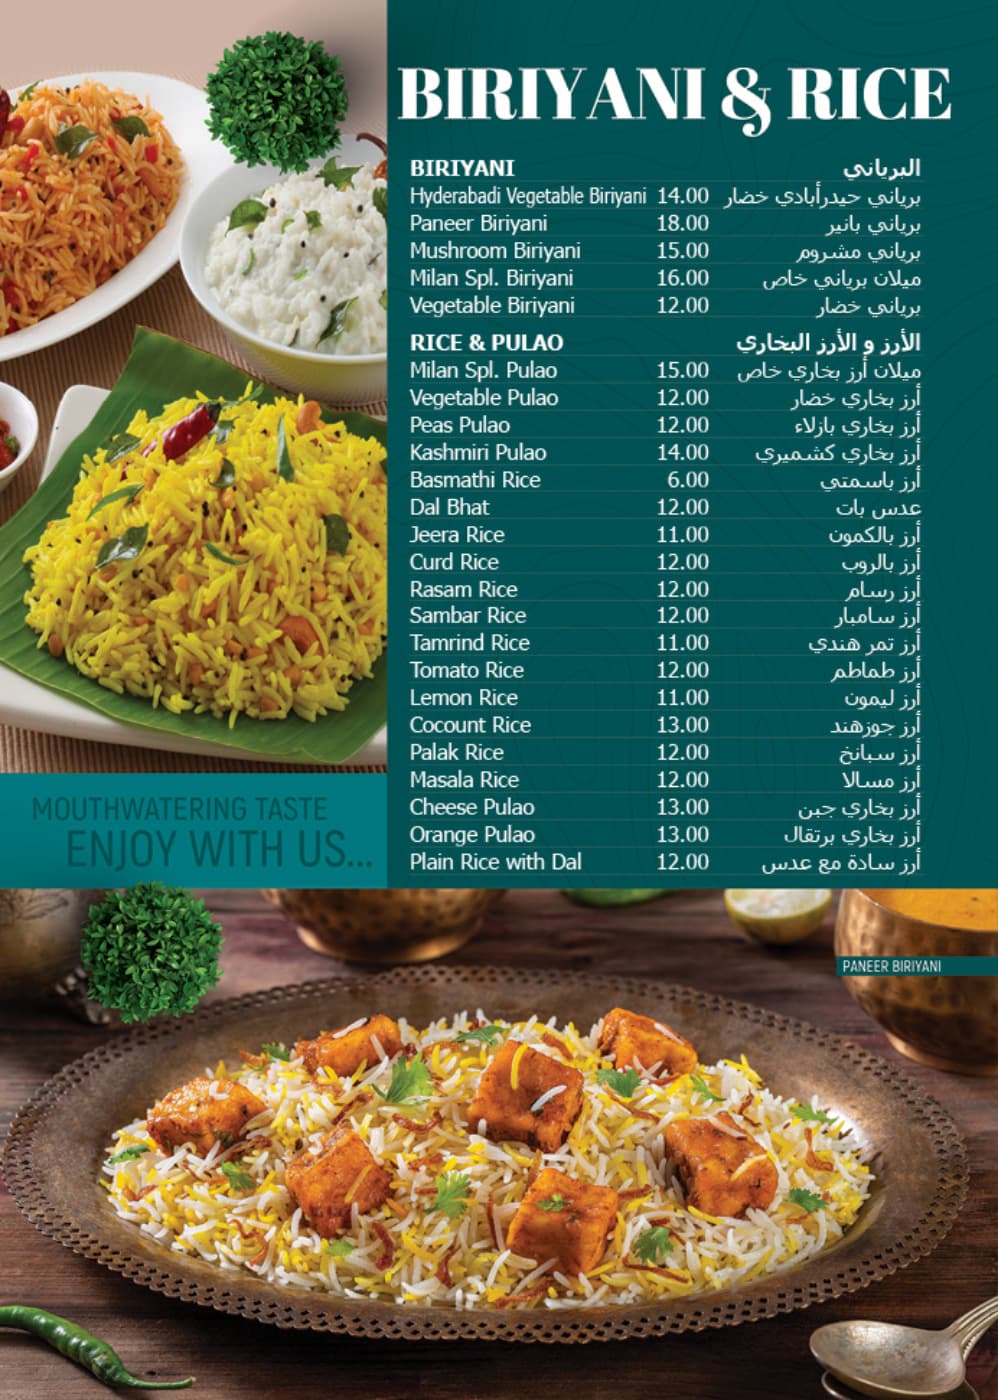 BIRIYANI & RICE
BIRIYANI البرياني
Hyderabadi Vegetable Biriyani 14.00 برياني حيدرأبادي خضار
Paneer Biriyani 18.00 برياني بانير
Mushroom Biriyani 15.00 برياني مشروم
Milan Spl. Biriyani 16.00 ميلان برياني خاص
Vegetable Biriyani 12.00 برياني خضار
RICE & PULAO الأرز و الأرز البخاري
Milan Spl. Pulao 15.00 ميلان أرز بخاري خاص
Vegetable Pulao 12.00 أرز بخاري خضار
Peas Pulao 12.00 أرز بخاري بازلاء
Kashmiri Pulao 14.00 أرز بخاري كشميري
Basmathi Rice 6.00 أرز باسمتي
Dal Bhat 12.00 عدس بات
Jeera Rice 11.00 أرز بالكمون
Curd Rice 12.00 أرز بالروب
Rasam Rice 12.00 أرز رسام
Sambar Rice 12.00 أرز سامبار
Tamrind Rice 11.00 أرز تمر هندي
Tomato Rice 12.00 أرز طماطم
Lemon Rice 11.00 أرز ليمون
Cocount Rice 13.00 أرز جوزهند
Palak Rice 12.00 أرز سبانخ
Masala Rice 12.00 أرز مسالا
Cheese Pulao 13.00 أرز بخاري جبن
Orange Pulao 13.00 أرز بخاري برتقال
Plain Rice with Dal 12.00 أرز سادة مع عدس
MOUTHWATERING TASTE
ENJOY WITH US...
PANEER BIRIYANI